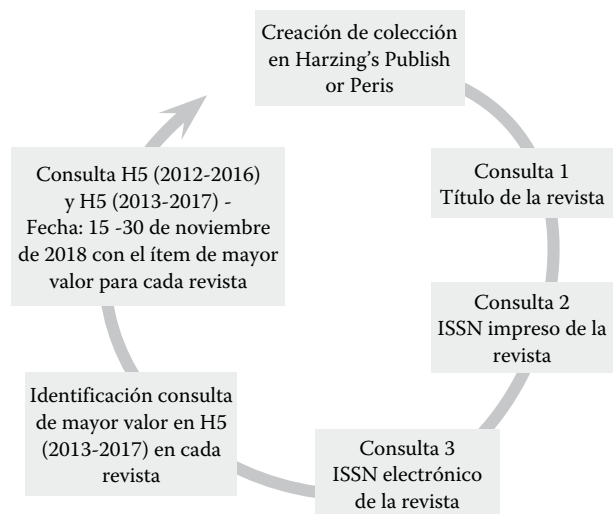 Creación de colección
en Harzing's Publish
or Peris
Consulta 1
Título de la revista
Consulta 2
ISSN impreso de la
revista
Consulta 3
ISSN electrónico
de la revista
Identificación consulta
de mayor valor en H5
(2013-2017) en cada
revista
Consulta H5 (2012-2016)
y H5 (2013-2017) -
Fecha: 15 -30 de noviembre
de 2018 con el ítem de mayor
valor para cada revista